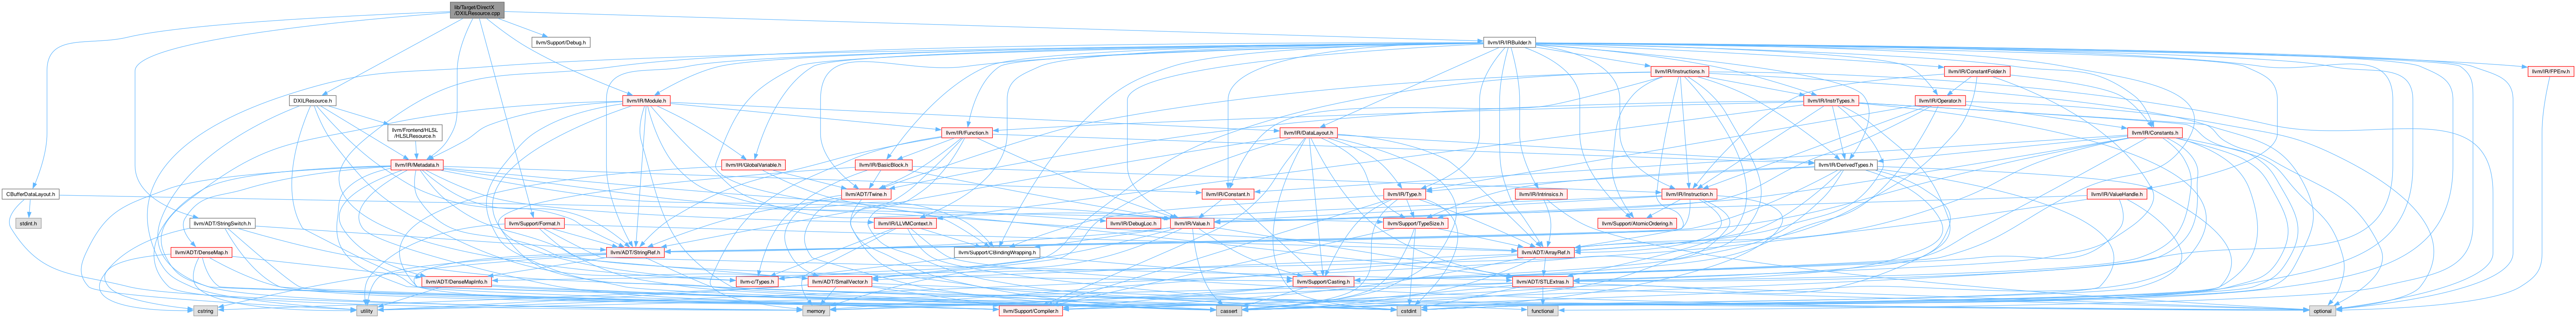 lib/Target/DirectX
/DXILResource.cpp
llvm/Support/Debug.h
llvm/IR/IRBuilder.h
llvm/IR/Instructions.h
llvm/IR/ConstantFolder.h
llvm/IR/FPEnv.h
DXILResource.h
llvm/IR/Module.h
llvm/IR/InstrTypes.h
llvm/IR/Operator.h
llvm/Frontend/HLSL
/HLSLResource.h
llvm/IR/Function.h
llvm/IR/DataLayout.h
llvm/IR/Constants.h
llvm/IR/Metadata.h
llvm/IR/GlobalVariable.h
llvm/IR/BasicBlock.h
llvm/IR/DerivedTypes.h
CBufferDataLayout.h
llvm/ADT/Twine.h
llvm/IR/Constant.h
llvm/IR/Type.h
llvm/IR/Intrinsics.h
llvm/IR/Instruction.h
llvm/IR/ValueHandle.h
stdint.h
llvm/ADT/StringSwitch.h
llvm/Support/Format.h
llvm/IR/LLVMContext.h
llvm/IR/DebugLoc.h
llvm/IR/Value.h
llvm/Support/TypeSize.h
llvm/Support/AtomicOrdering.h
llvm/ADT/DenseMap.h
llvm/ADT/StringRef.h
llvm/Support/CBindingWrapping.h
llvm/ADT/ArrayRef.h
llvm/ADT/DenseMapInfo.h
llvm-c/Types.h
llvm/ADT/SmallVector.h
llvm/Support/Casting.h
llvm/ADT/STLExtras.h
cstring
utility
memory
llvm/Support/Compiler.h
cassert
cstdint
functional
optional